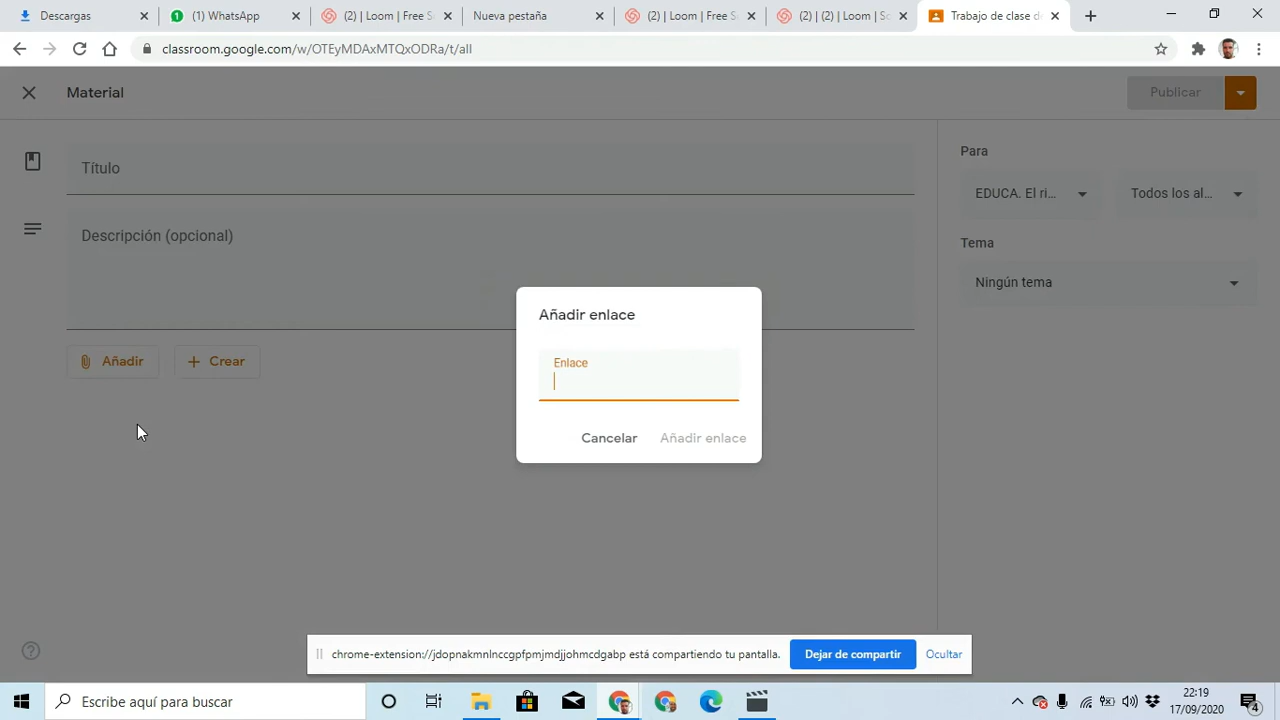 Descargas
(1) WhatsApp
(2) | Loom | Free S
Nueva pestaña
(2) | Loom | Free S
(2) | (2) | Loom | Sc
Trabajo de clase de
classroom.google.com/w/OTEyMDAxMTQxODRa/t/all
Material
Publicar
Título
Descripción (opcional)
Añadir
Crear
Para
EDUCA. El ri...
Todos los al...
Tema
Ningún tema
Añadir enlace
Enlace
Cancelar
Añadir enlace
chrome-extension://jdopnakmnlnccgpfpmjmdjjohmcdgabp está compartiendo tu pantalla.
Dejar de compartir
Ocultar
Escribe aquí para buscar
22:19
17/09/2020
4